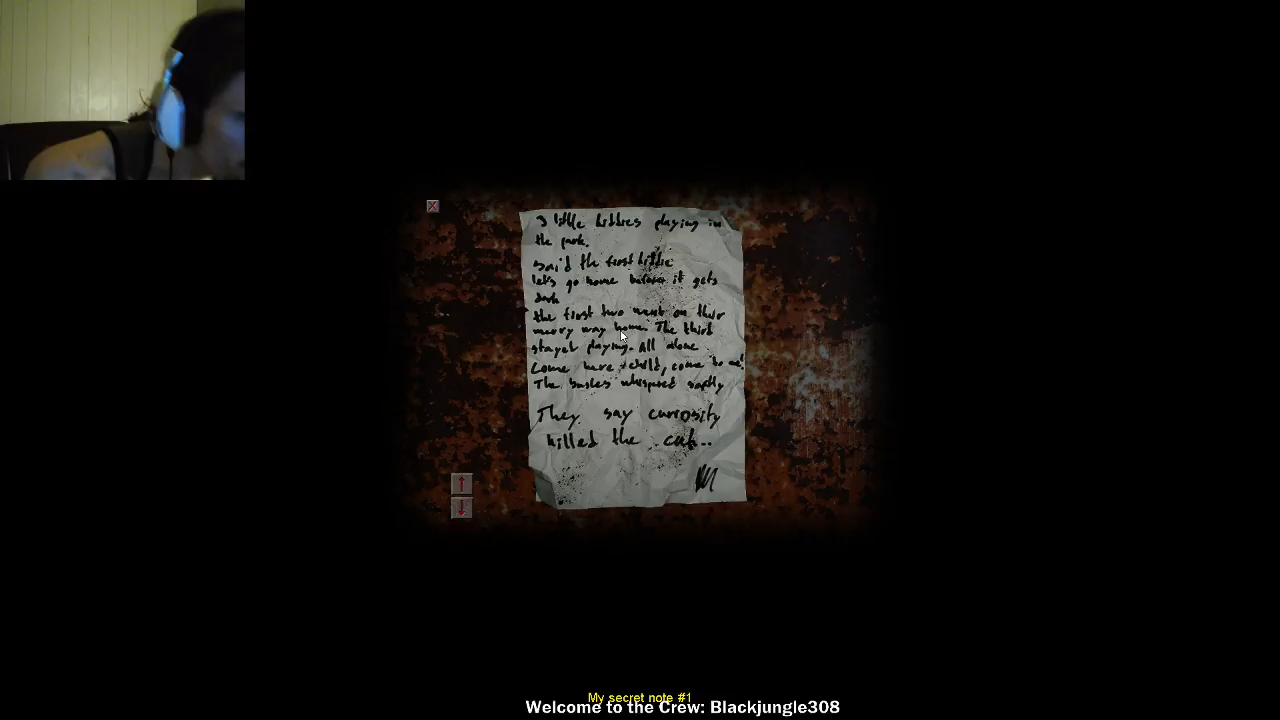 3 little kiddies playing in
the park.
said the first kiddie
let's go home before it gets
dark
the first two went on their
merry way home. The third
stayed playing. All alone
Come here child, come to me!
The bushes whispered softly
They say curiosity
killed the cat..
My secret note #1
Welcome to the Crew: Blackjungle308